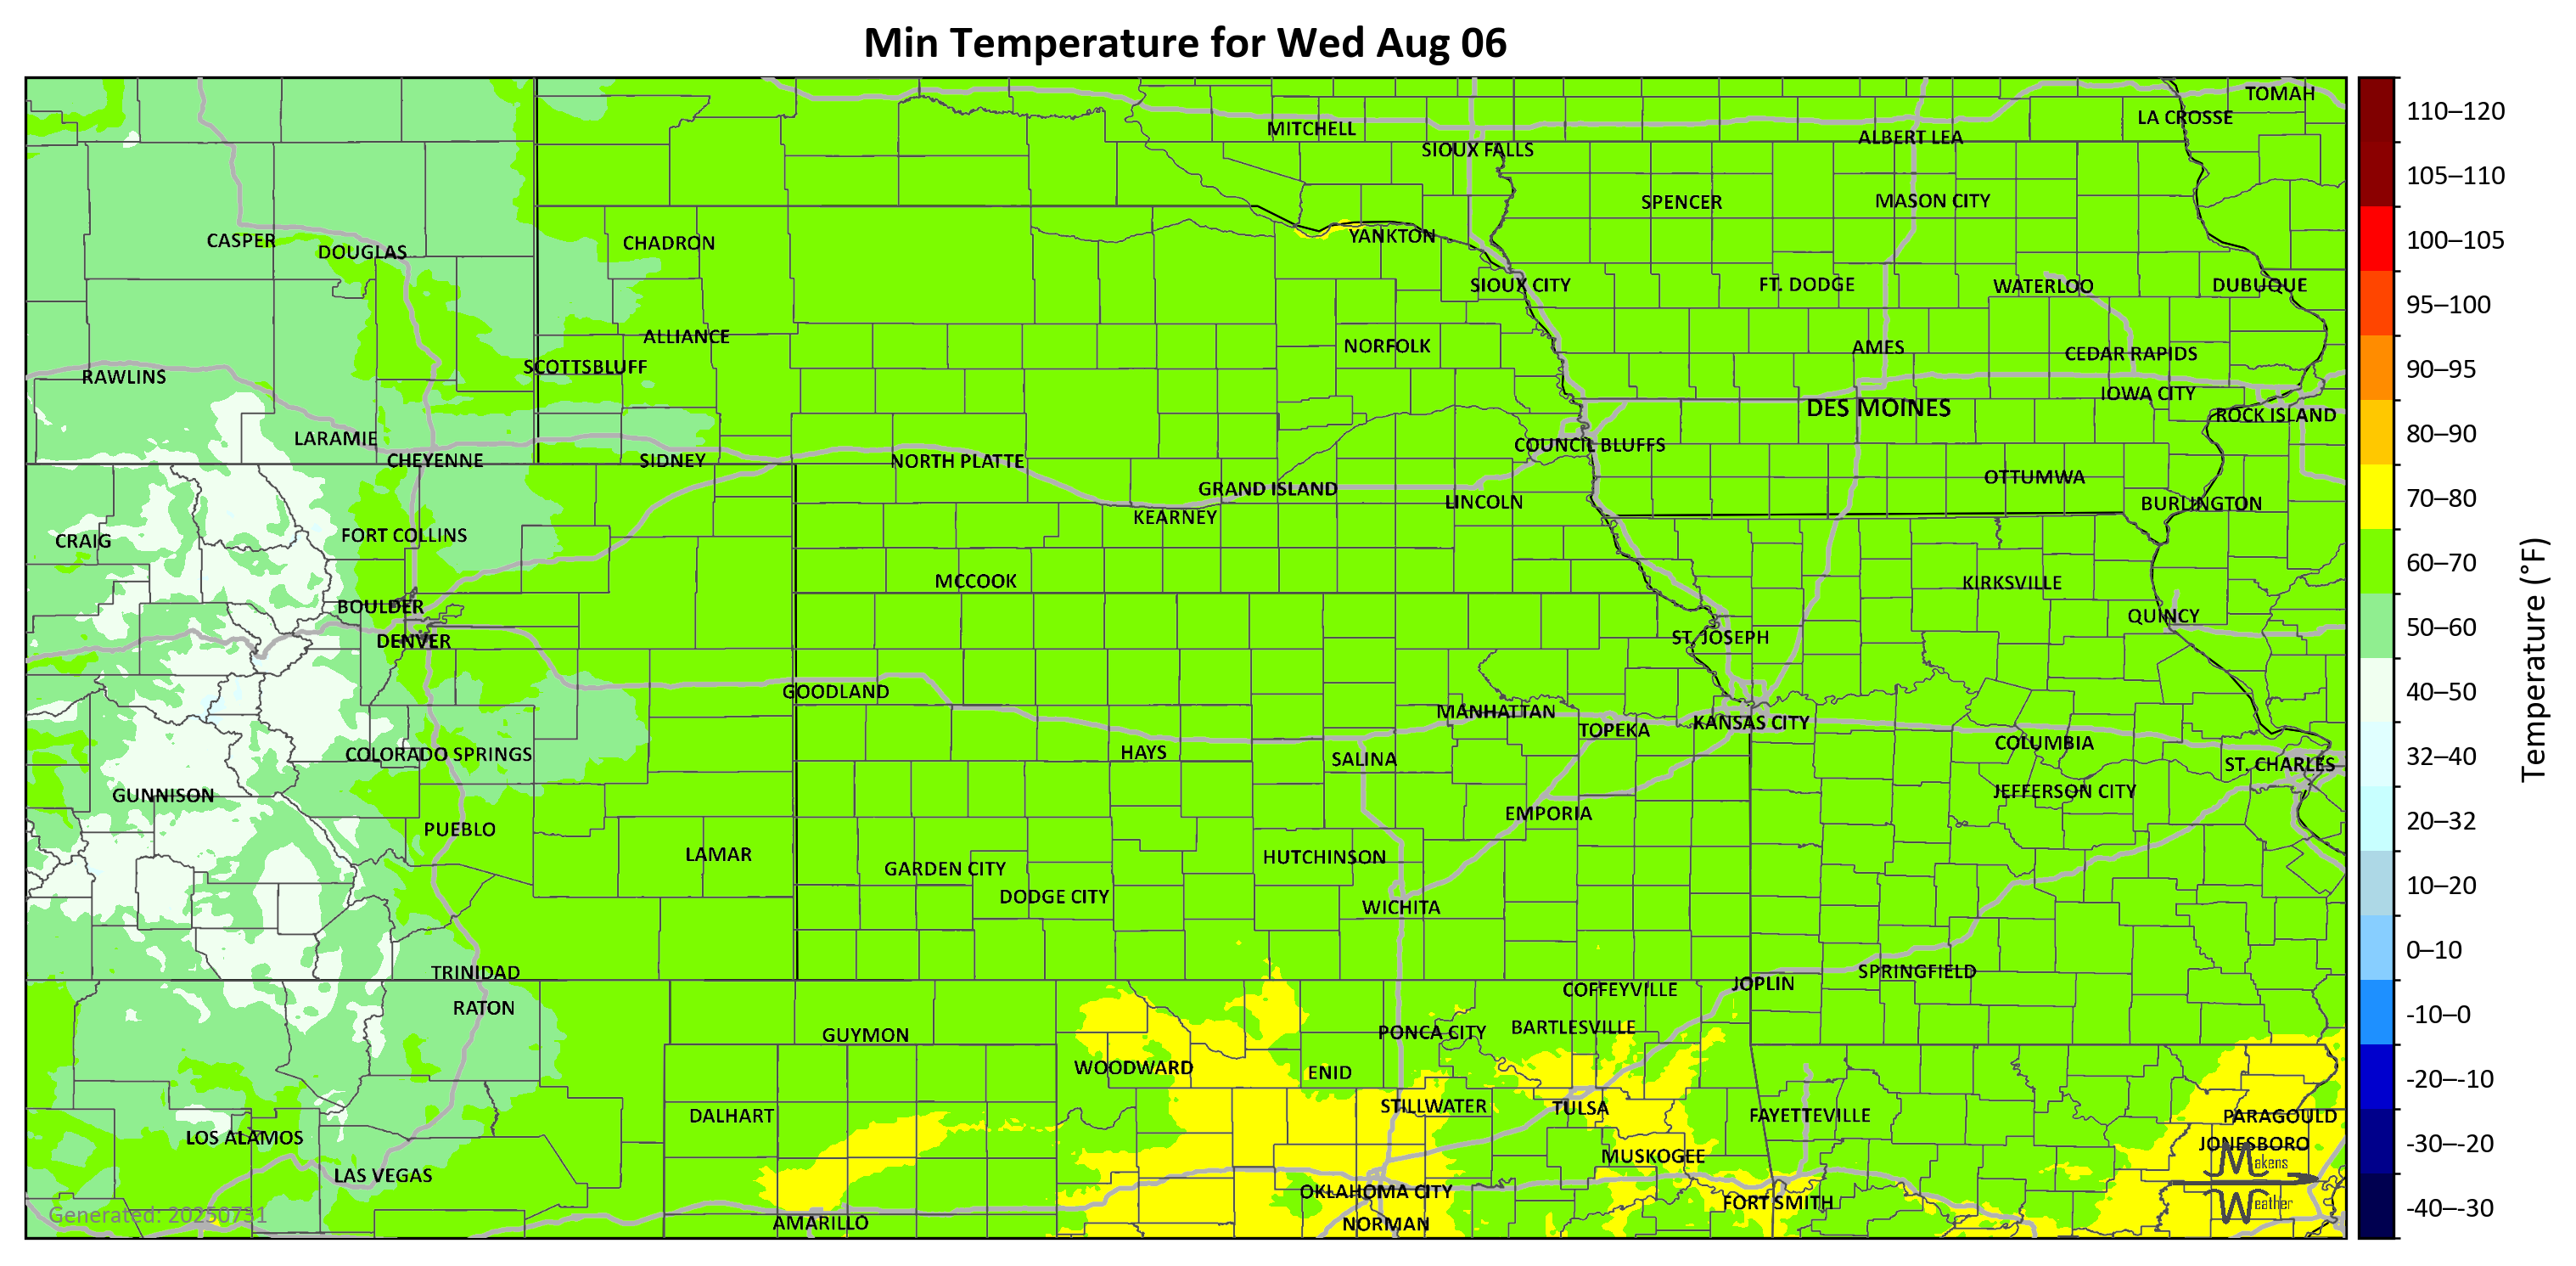 Min Temperature for Wed Aug 06
TOMAH
LA CROSSE
MITCHELL
ALBERT LEA
SIOUX FALLS
SPENCER
MASON CITY
CASPER
DOUGLAS
CHADRON
YANKTON
SIOUX CITY
FT. DODGE
WATERLOO
DUBUQUE
ALLIANCE
NORFOLK
AMES
CEDAR RAPIDS
SCOTTSBLUFF
RAWLINS
IOWA CITY
DES MOINES
ROCK ISLAND
LARAMIE
COUNCIL BLUFFS
CHEYENNE
SIDNEY
NORTH PLATTE
OTTUMWA
GRAND ISLAND
LINCOLN
BURLINGTON
KEARNEY
FORT COLLINS
CRAIG
MCCOOK
KIRKSVILLE
BOULDER
QUINCY
DENVER
ST. JOSEPH
GOODLAND
MANHATTAN
KANSAS CITY
TOPEKA
COLUMBIA
COLORADO SPRINGS
HAYS
SALINA
ST. CHARLES
GUNNISON
JEFFERSON CITY
EMPORIA
PUEBLO
LAMAR
HUTCHINSON
GARDEN CITY
DODGE CITY
WICHITA
TRINIDAD
SPRINGFIELD
JOPLIN
COFFEYVILLE
RATON
BARTLESVILLE
PONCA CITY
GUYMON
WOODWARD
ENID
STILLWATER
TULSA
DALHART
FAYETTEVILLE
PARAGOULD
LOS ALAMOS
JONESBORO
MUSKOGEE
Makens
LAS VEGAS
OKLAHOMA CITY
FORT SMITH
Weather
Generated: 20250731
AMARILLO
NORMAN
110–120
105–110
100–105
95–100
90–95
80–90
70–80
60–70
50–60
40–50
32–40
20–32
10–20
0–10
-10–0
-20–-10
-30–-20
-40–-30
Temperature (°F)